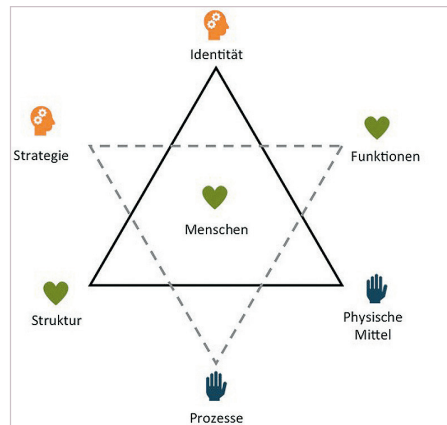 Identität
Strategie
Funktionen
Menschen
Struktur
Physische
Mittel
Prozesse